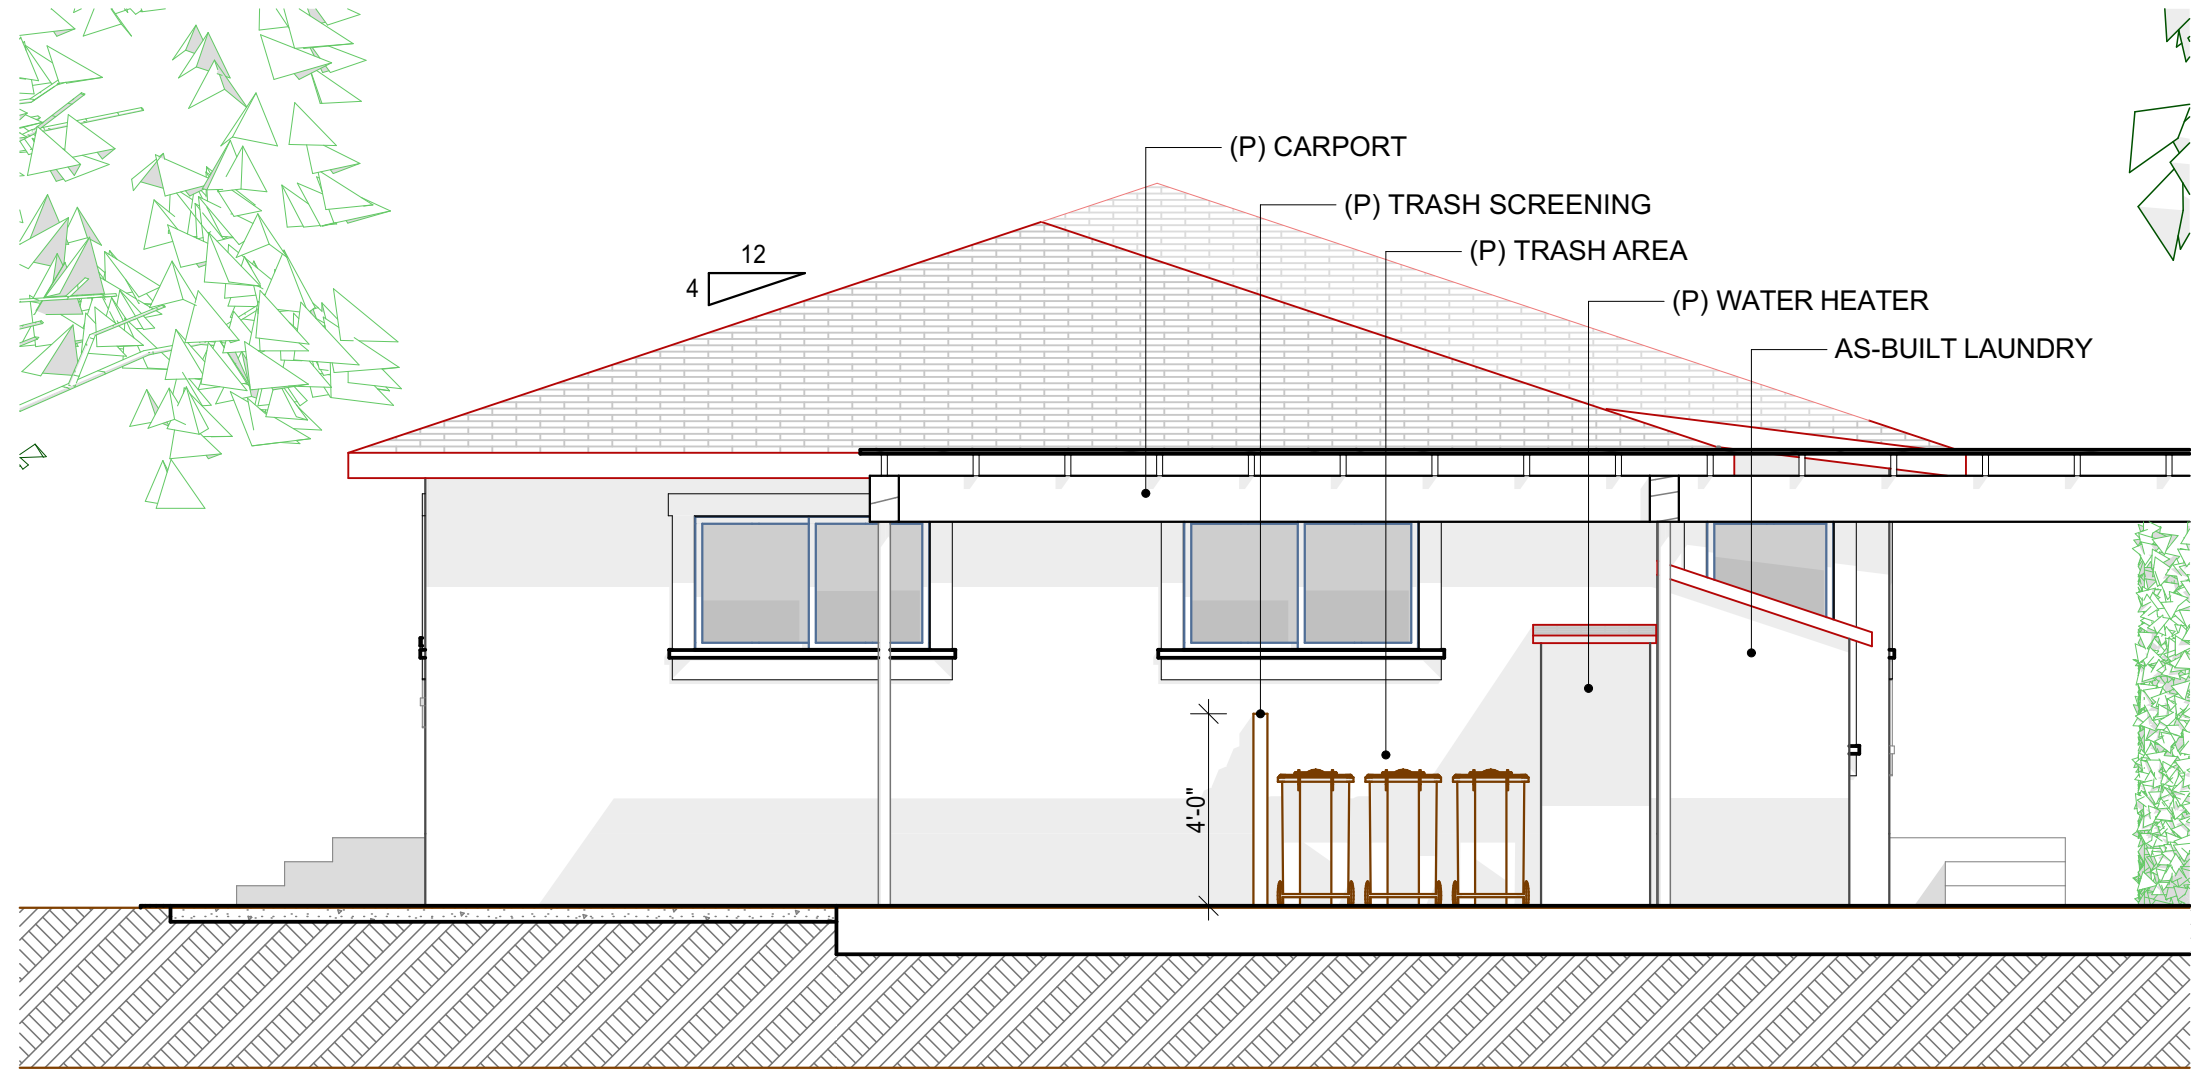 (P) CARPORT
(P) TRASH SCREENING
(P) TRASH AREA
12
4
(P) WATER HEATER
AS-BUILT LAUNDRY
4'-0"